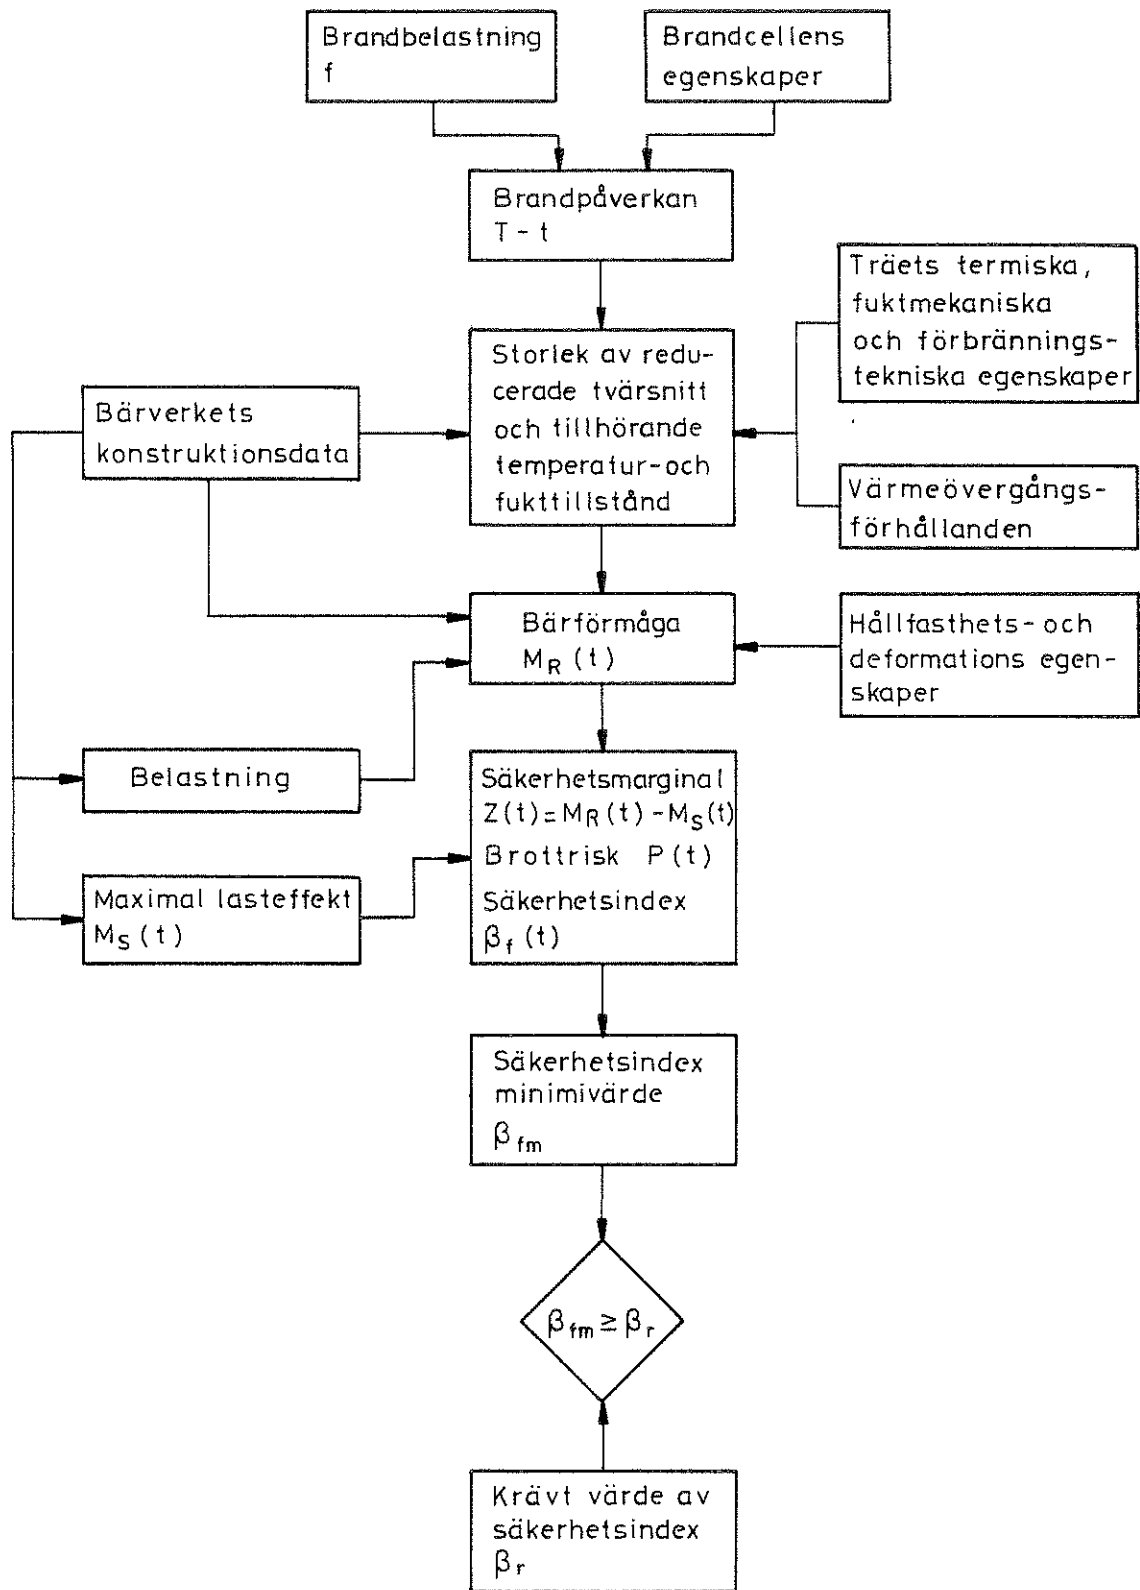 Brandbelastning
f
Brandcellens
egenskaper
Brandpåverkan
T - t
Träets termiska,
fuktmekaniska
och förbrännings-
tekniska egenskaper
Storlek av redu-
cerade tvärsnitt
och tillhörande
temperatur-och
fukttillstånd
Bärverkets
konstruktionsdata
Värmeövergångs-
förhållanden
Bärförmåga
M_R (t)
Hållfasthets- och
deformations egen-
skaper
Belastning
Säkerhetsmarginal
Z(t) = M_R(t) - M_S(t)
Brottrisk P(t)
Säkerhetsindex
β_f (t)
Maximal lasteffekt
M_S (t)
Säkerhetsindex
minimivärde
β_fm
β_fm ≥ β_r
Krävt värde av
säkerhetsindex
β_r